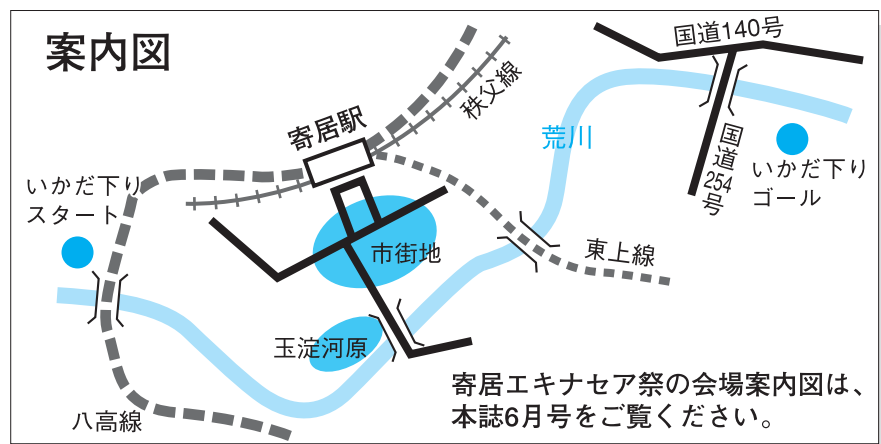 案内図
国道140号
秩父線
寄居駅
荒川
国道254号
いかだ下り
ゴール
いかだ下り
スタート
市街地
東上線
玉淀河原
八高線
寄居エキナセア祭の会場案内図は、
本誌6月号をご覧ください。